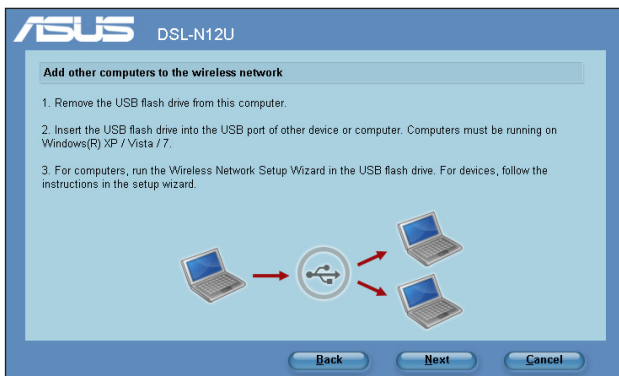 ASUS DSL-N12U
Add other computers to the wireless network
1. Remove the USB flash drive from this computer.
2. Insert the USB flash drive into the USB port of other device or computer. Computers must be running on
Windows(R) XP / Vista / 7.
3. For computers, run the Wireless Network Setup Wizard in the USB flash drive. For devices, follow the
instructions in the setup wizard.
Back Next Cancel